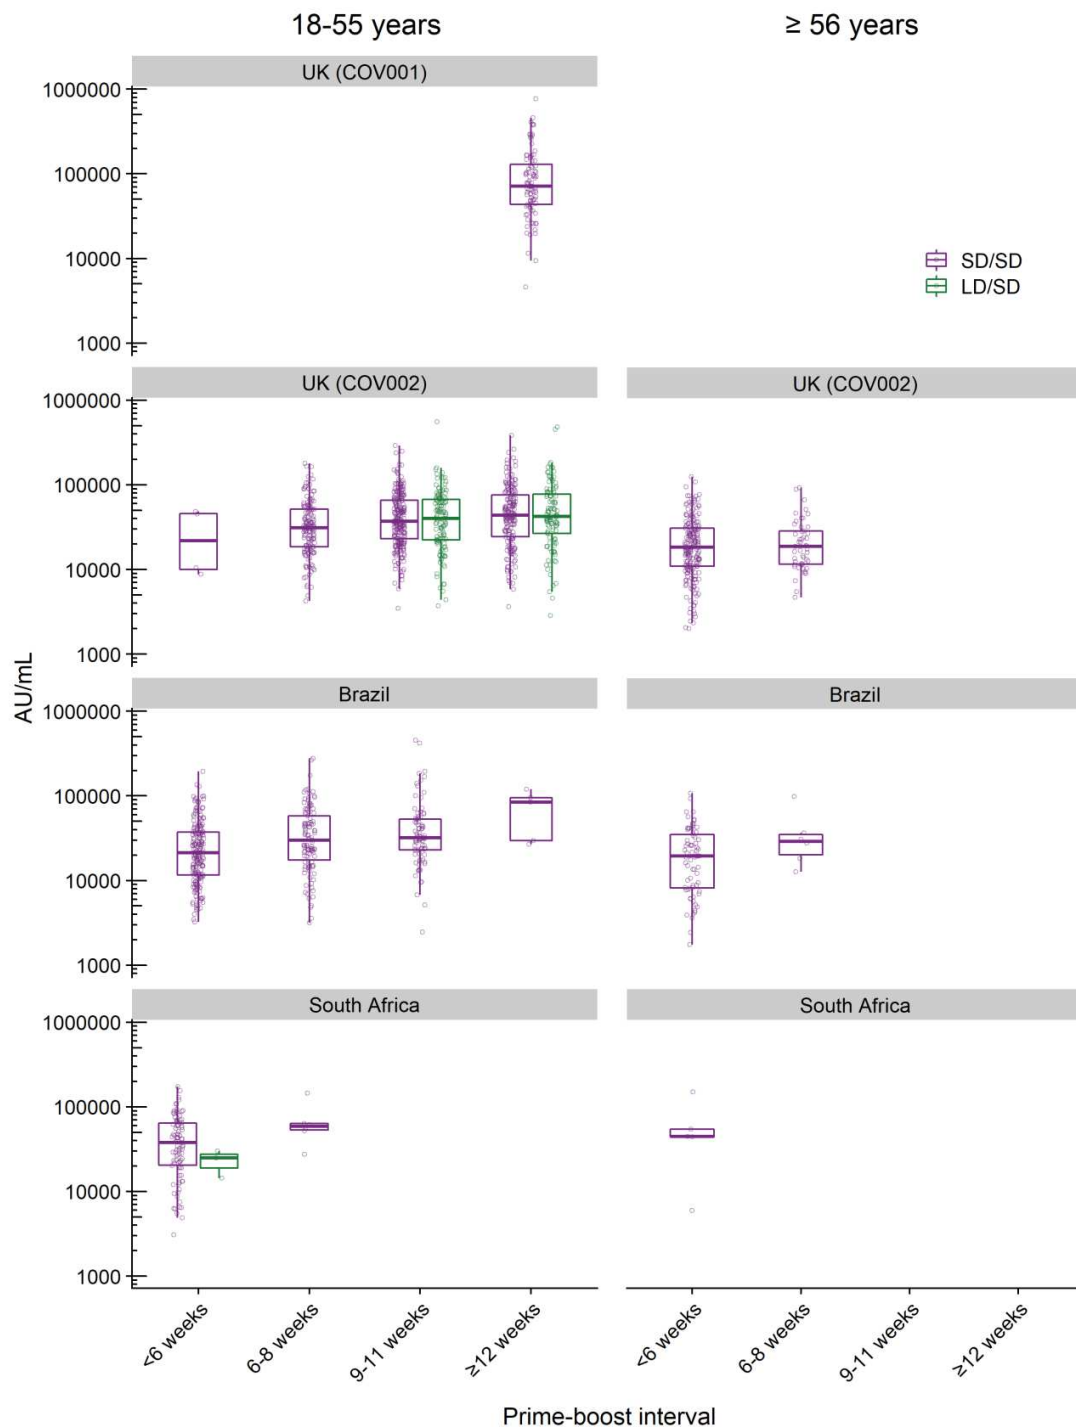 18-55 years
≥ 56 years
UK (COV001)
1000000
100000
10000
1000
SD/SD
LD/SD
UK (COV002)
UK (COV002)
1000000
100000
10000
1000
AU/mL
Brazil
Brazil
1000000
100000
10000
1000
South Africa
South Africa
1000000
100000
10000
1000
<6 weeks
6-8 weeks
9-11 weeks
≥12 weeks
<6 weeks
6-8 weeks
9-11 weeks
≥12 weeks
Prime-boost interval